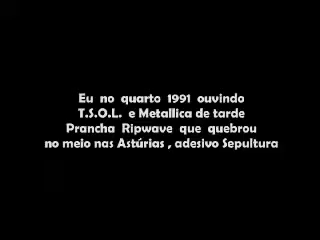 Eu no quarto 1991 ouvindo
T.S.O.L. e Metallica de tarde
Prancha Ripwave que quebrou
no meio nas Astúrias , adesivo Sepultura